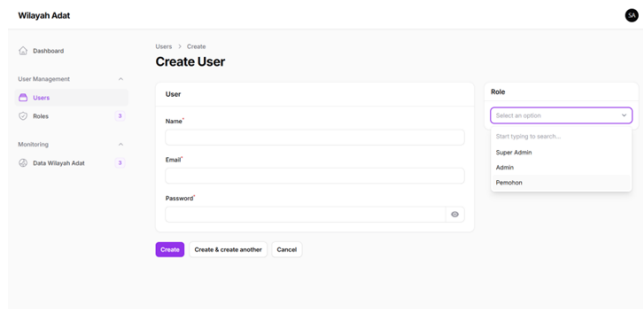 Wilayah Adat
SA
Dashboard
User Management
Users
Roles 3
Monitoring
Data Wilayah Adat 3
Users > Create
Create User
User
Name*
Email*
Password*
Create
Create & create another
Cancel
Role
Select an option
Start typing to search...
Super Admin
Admin
Pemohon